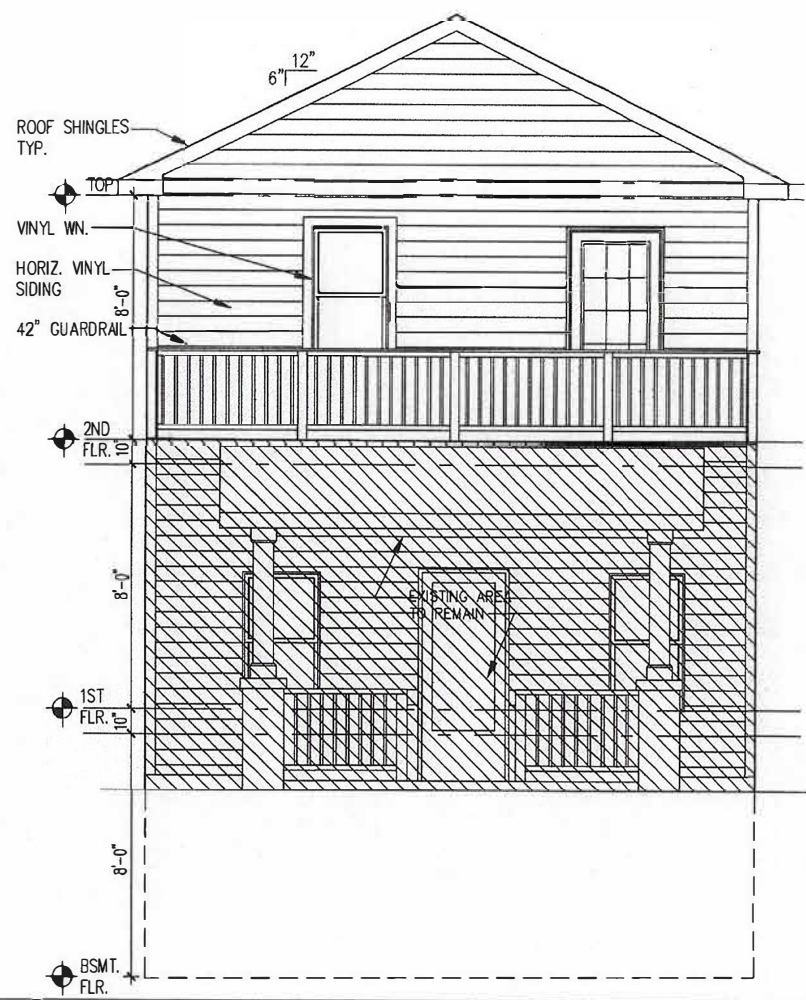 12"
6"
ROOF SHINGLES
TYP.
TOP
VINYL WN.
HORIZ. VINYL
SIDING
8'-0"
42" GUARDRAIL
2ND
FLR.
10"
8'-0"
EXISTING AREA
TO REMAIN
1ST
FLR.
10"
8'-0"
BSMT.
FLR.